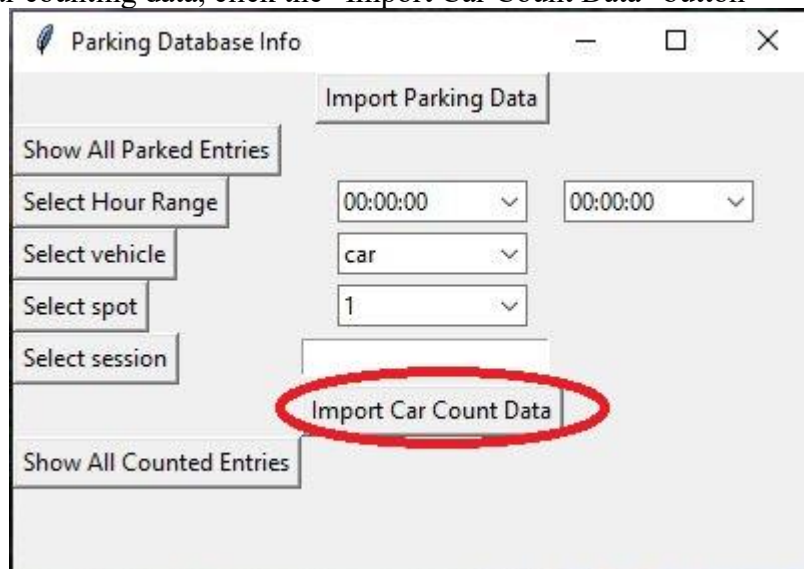 counting data, click the "Import Car Count Data" button
Parking Database Info
Import Parking Data
Show All Parked Entries
Select Hour Range 00:00:00 00:00:00
Select vehicle car
Select spot 1
Select session
Import Car Count Data
Show All Counted Entries